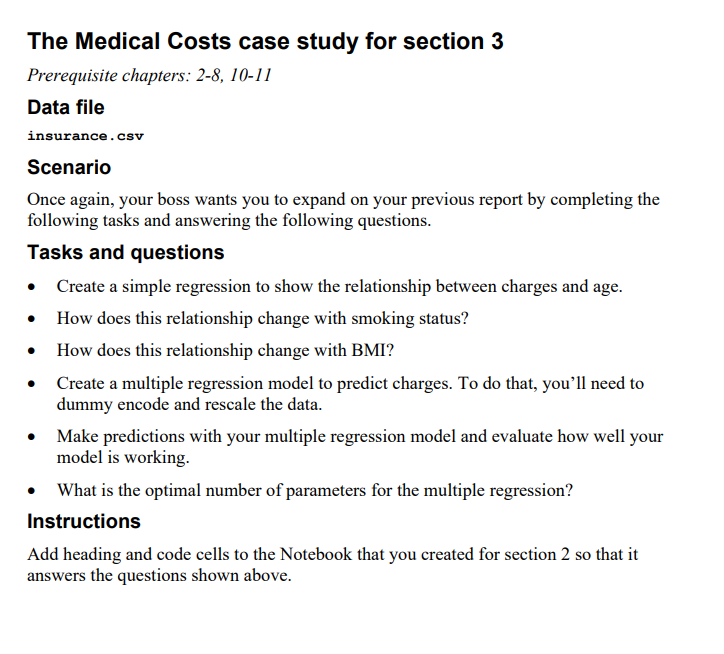 The Medical Costs case study for section 3
Prerequisite chapters: 2-8, 10-11
Data file
insurance.csv
Scenario
Once again, your boss wants you to expand on your previous report by completing the
following tasks and answering the following questions.
Tasks and questions
• Create a simple regression to show the relationship between charges and age.
• How does this relationship change with smoking status?
• How does this relationship change with BMI?
• Create a multiple regression model to predict charges. To do that, you’ll need to
dummy encode and rescale the data.
• Make predictions with your multiple regression model and evaluate how well your
model is working.
• What is the optimal number of parameters for the multiple regression?
Instructions
Add heading and code cells to the Notebook that you created for section 2 so that it
answers the questions shown above.